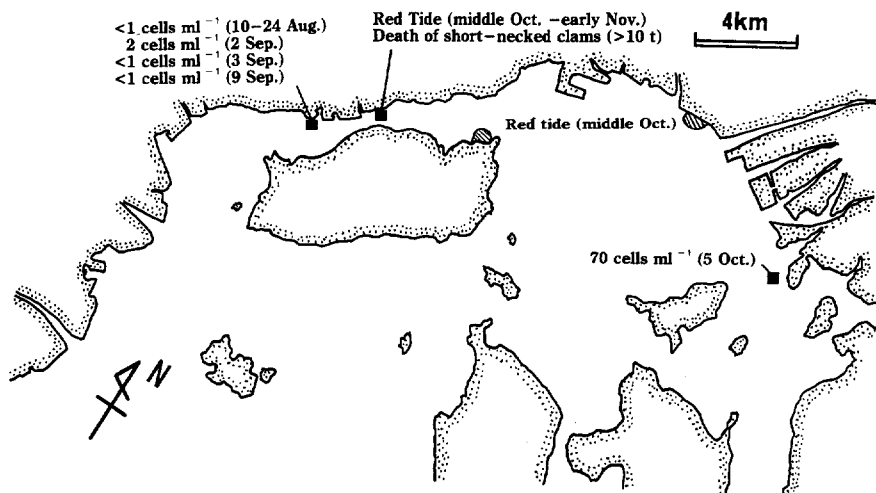 <1 cells ml⁻¹ (10−24 Aug.)
2 cells ml⁻¹ (2 Sep.)
<1 cells ml⁻¹ (3 Sep.)
<1 cells ml⁻¹ (9 Sep.)
Red Tide (middle Oct. −early Nov.)
Death of short−necked clams (>10 t)
4km
Red tide (middle Oct.)
70 cells ml⁻¹ (5 Oct.)
N